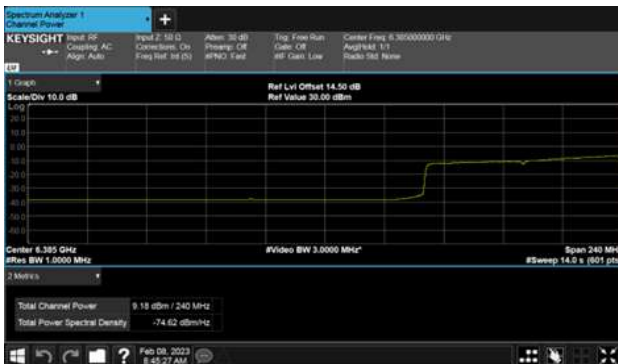 Spectrum Analyzer 1
Channel Power
KEYSIGHT Input: RF
Coupling: AC
Align: Auto
Input Z: 50 Ω
Corrections: On
Freq Ref: Int (S)
Atten: 30 dB
Preamp: Off
#PNO: Fast
Trig: Free Run
Gate: Off
#IF Gain: Low
Center Freq: 6.385000000 GHz
Avg|Hold: 1/1
Radio Std: None
1 Graph
Scale/Div 10.0 dB
Ref Lvl Offset 14.50 dB
Ref Value 30.00 dBm
Log
20.0
10.0
0.00
-10.0
-20.0
-30.0
-40.0
-50.0
-60.0
Center 6.385 GHz
#Res BW 1.0000 MHz
#Video BW 3.0000 MHz*
Span 240 MH
#Sweep 14.0 s (601 pts
2 Metrics
Total Channel Power 9.18 dBm / 240 MHz
Total Power Spectral Density -74.62 dBm/Hz
Feb 08, 2023
6:45:27 AM